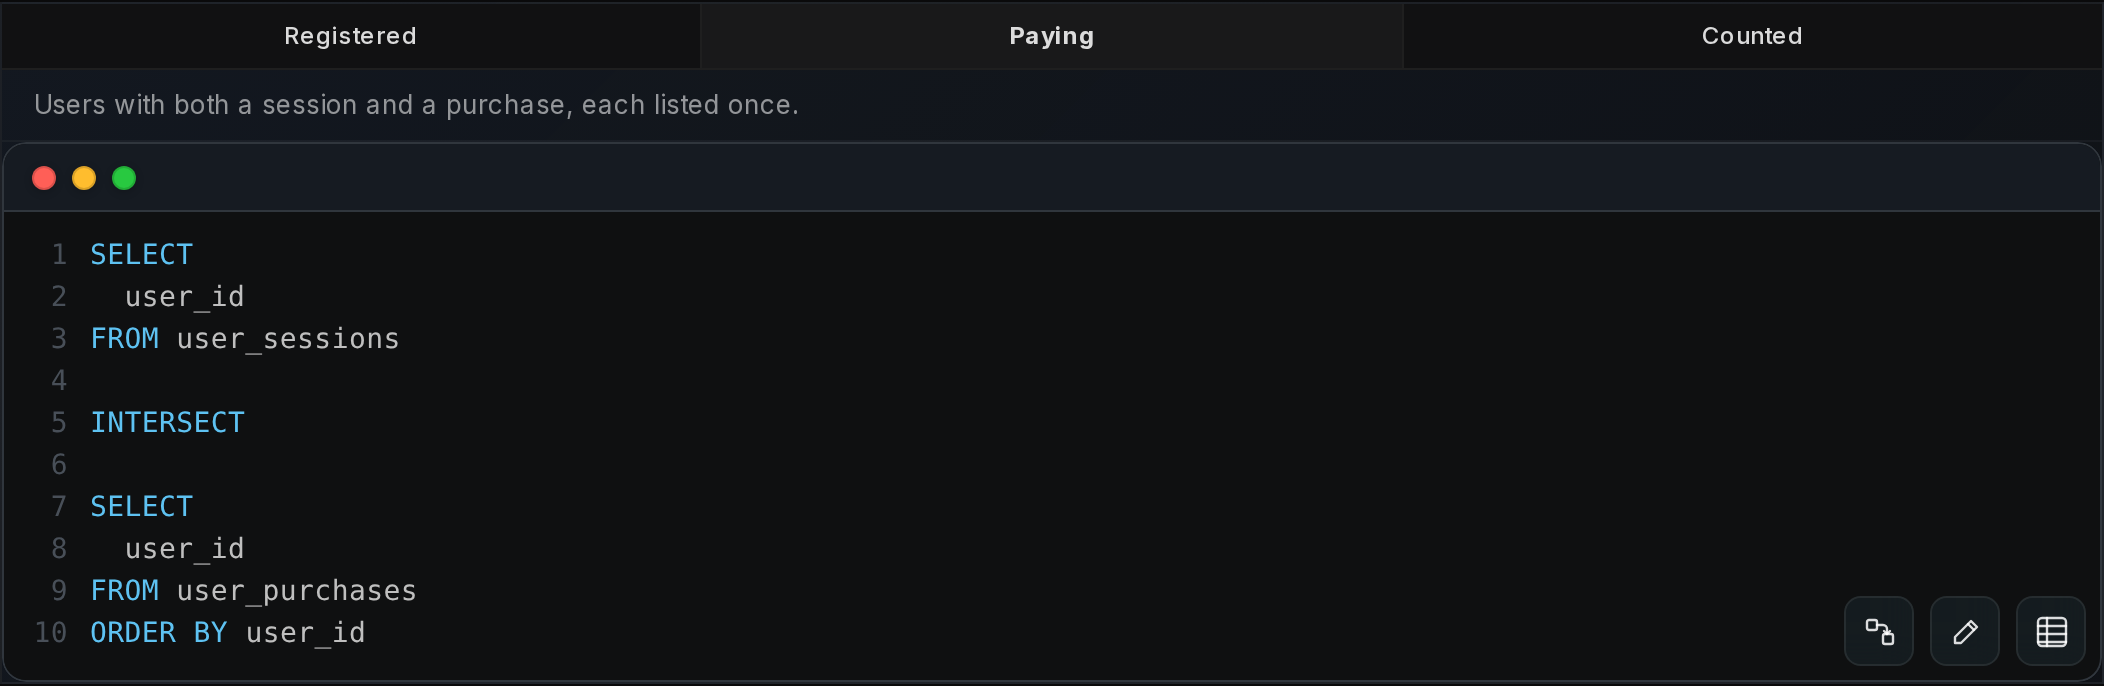 Registered
Paying
Counted
Users with both a session and a purchase, each listed once.
1 SELECT
2   user_id
3 FROM user_sessions
4
5 INTERSECT
6
7 SELECT
8   user_id
9 FROM user_purchases
10 ORDER BY user_id